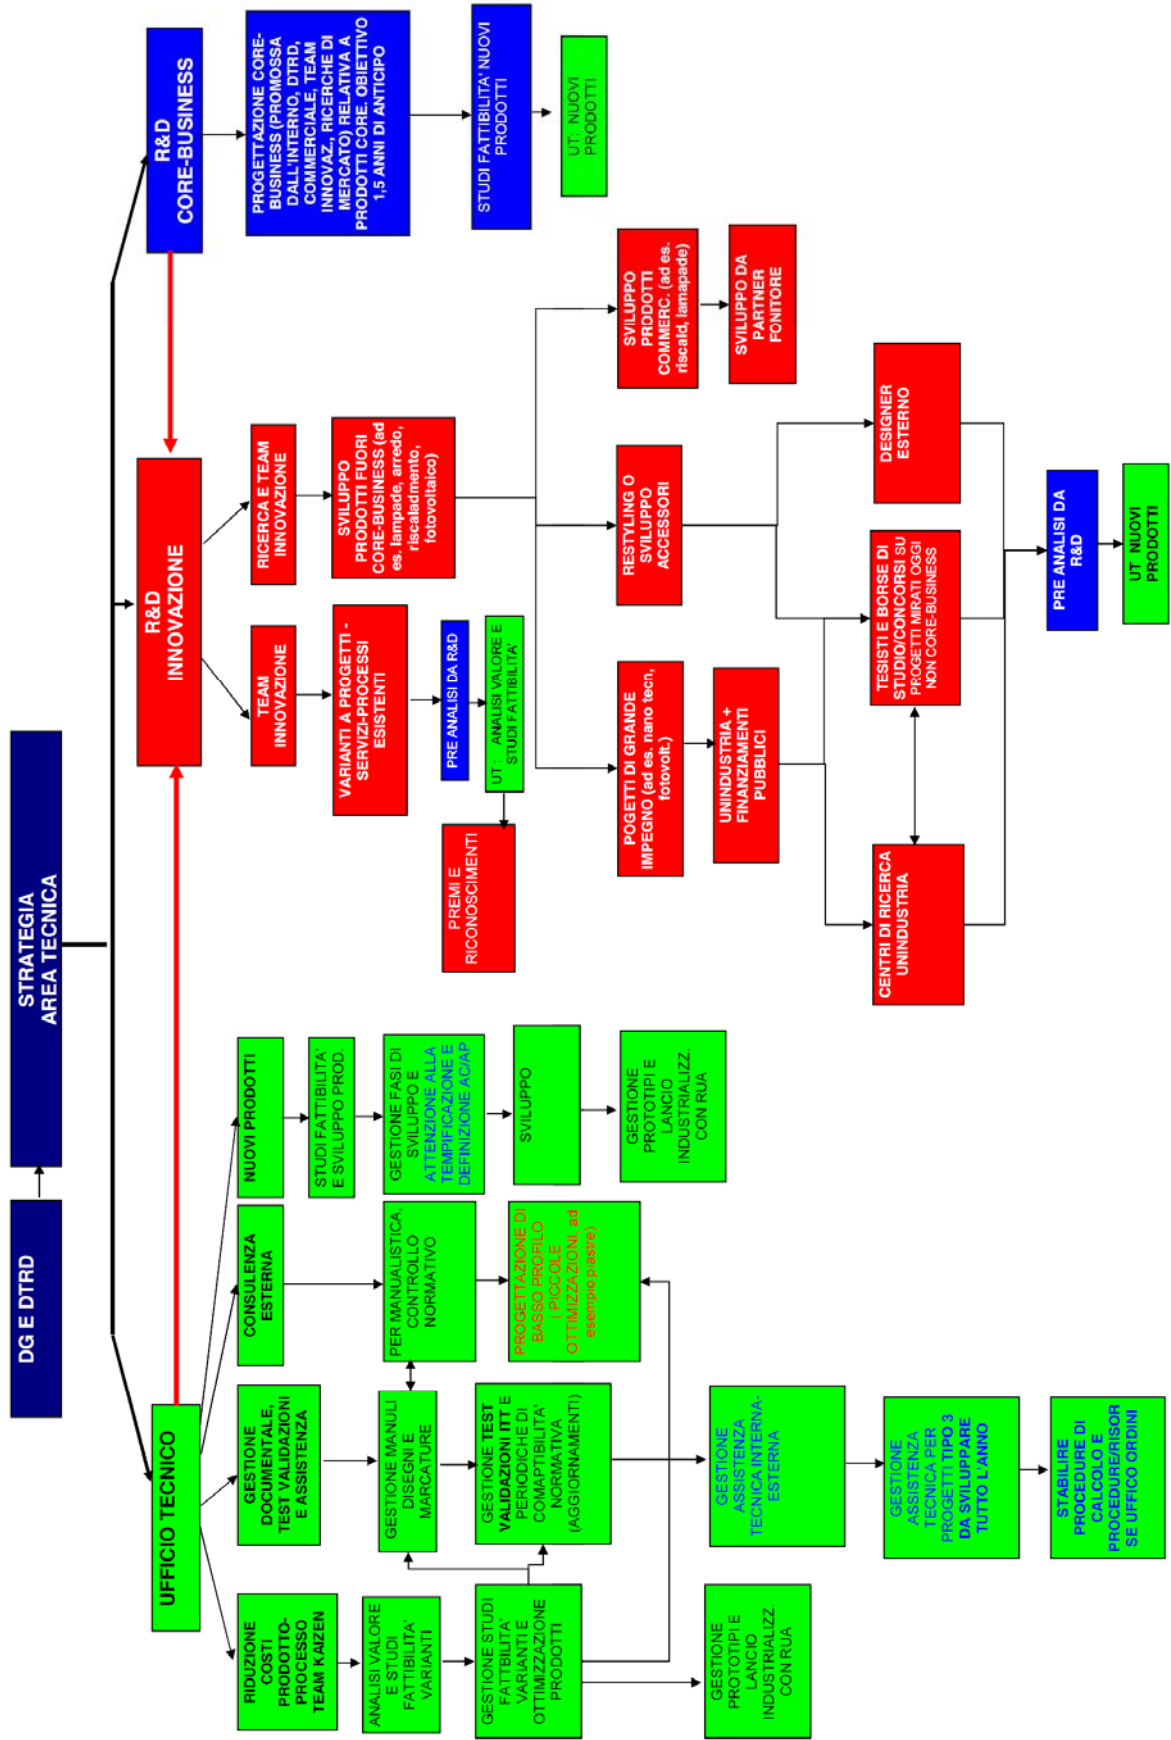 DG E DTRD
STRATEGIA
AREA TECNICA
UFFICIO TECNICO
R&D
INNOVAZIONE
R&D
CORE-BUSINESS
RIDUZIONE
COSTI
PRODOTTO-
PROCESSO
TEAM KAIZEN
GESTIONE
DOCUMENTALE,
TEST VALIDAZIONI
E ASSISTENZA
CONSULENZA
ESTERNA
NUOVI PRODOTTI
ANALISI VALORE
E STUDI
FATTIBILITA'
VARIANTI
GESTIONE STUDI
FATTBILITA'
VARIANTI E
OTTIMIZZAZIONE
PRODOTTI
GESTIONE
PROTOTIPI E
LANCIO
INDUSTRIALIZZ.
CON RUA
GESTIONE MANULI
DISEGNI E
MARCATURE
GESTIONE TEST
VALIDAZIONI ITT E
PERIODICHE DI
COMAPTIBILITA'
NORMATIVA
(AGGIORNAMENTI)
GESTIONE
ASSISTENZA
TECNICA INTERNA-
ESTERNA
GESTIONE
ASSISTENZA
TECNICA PER
PROGETTI TIPO 3
DA SVILUPPARE
TUTTO L'ANNO
STABILIRE
PROCEDURE DI
CALCOLO E
PROCEDURE/RISOR
SE UFFICO ORDINI
PER MANUALISTICA,
CONTROLLO
NORMATIVO
PROGETTAZIONE DI
BASSO PROFILO
( PICCOLE
OTTIMIZZAZIONI. ad
esempio piastre)
STUDI FATTIBILITA'
E SVILUPPO PROD.
GESTIONE FASI DI
SVILUPPO E
ATTENZIONE ALLA
TEMPIFICAZIONE E
DEFINIZIONE AC/AP
SVILUPPO
GESTIONE
PROTOTIPI E
LANCIO
INDUSTRIALIZZ.
CON RUA
TEAM
INNOVAZIONE
RICERCA E TEAM
INNOVAZIONE
VARIANTI A PROGETTI -
SERVIZI-PROCESSI
ESISTENTI
PRE ANALISI DA R&D
UT: ANALISI VALORE E
STUDI FATTIBILITA'
PREMI E
RICONOSCIMENTI
SVILUPPO
PRODOTTI FUORI
CORE-BUSINESS (ad
es. lampade, arredo,
riscaladmento,
fotovoltaico)
POGETTI DI GRANDE
IMPEGNO (ad es. nano tecn,
fotovolt.)
UNINDUSTRIA +
FINANZIAMENTI
PUBBLICI
RESTYLING O
SVILUPPO
ACCESSORI
SVILUPPO
PRODOTTI
COMMERC. (ad es.
riscald, lamapade)
SVILUPPO DA
PARTNER
FONITORE
CENTRI DI RICERCA
UNINDUSTRIA
TESISTI E BORSE DI
STUDIO/CONCORSI SU
PROGETTI MIRATI OGGI
NON CORE-BUSINESS
DESIGNER
ESTERNO
PRE ANALISI DA
R&D
UT NUOVI
PRODOTTI
PROGETTAZIONE CORE-
BUSINESS (PROMOSSA
DALL'INTERNO, DTRD,
COMMERCIALE, TEAM
INNOVAZ., RICERCHE DI
MERCATO) RELATIVA A
PRODOTTI CORE. OBIETTIVO
1,5 ANNI DI ANTICIPO
STUDI FATTIBILITA' NUOVI
PRODOTTI
UT: NUOVI
PRODOTTI